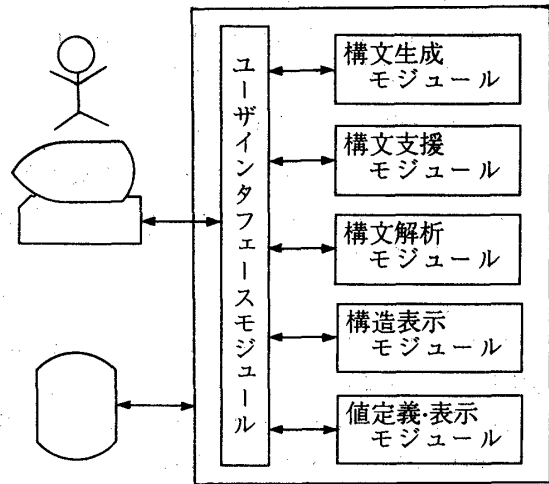 ユーザインタフェースモジュール
構文生成
モジュール
構文支援
モジュール
構文解析
モジュール
構造表示
モジュール
値定義・表示
モジュール